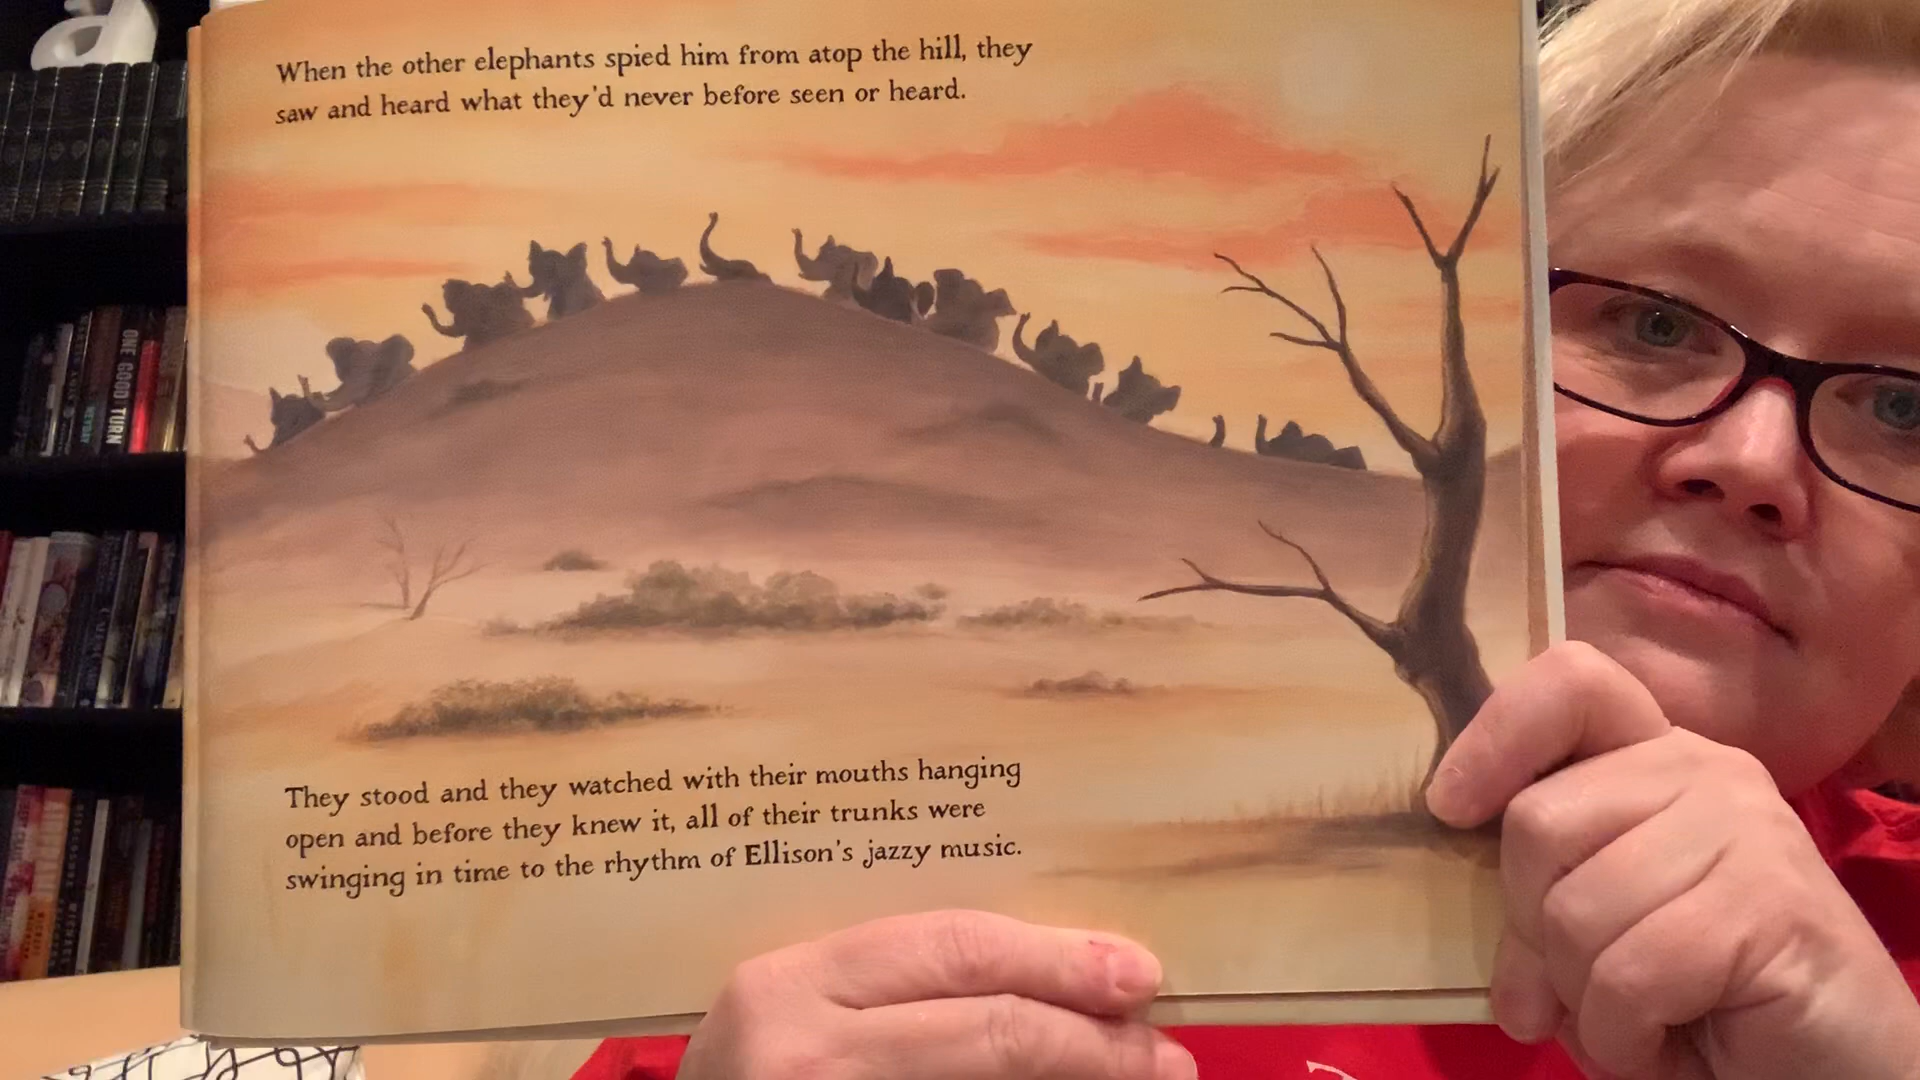 When the other elephants spied him from atop the hill, they
saw and heard what they'd never before seen or heard.
ONE GOOD TURN
They stood and they watched with their mouths hanging
open and before they knew it, all of their trunks were
swinging in time to the rhythm of Ellison's jazzy music.